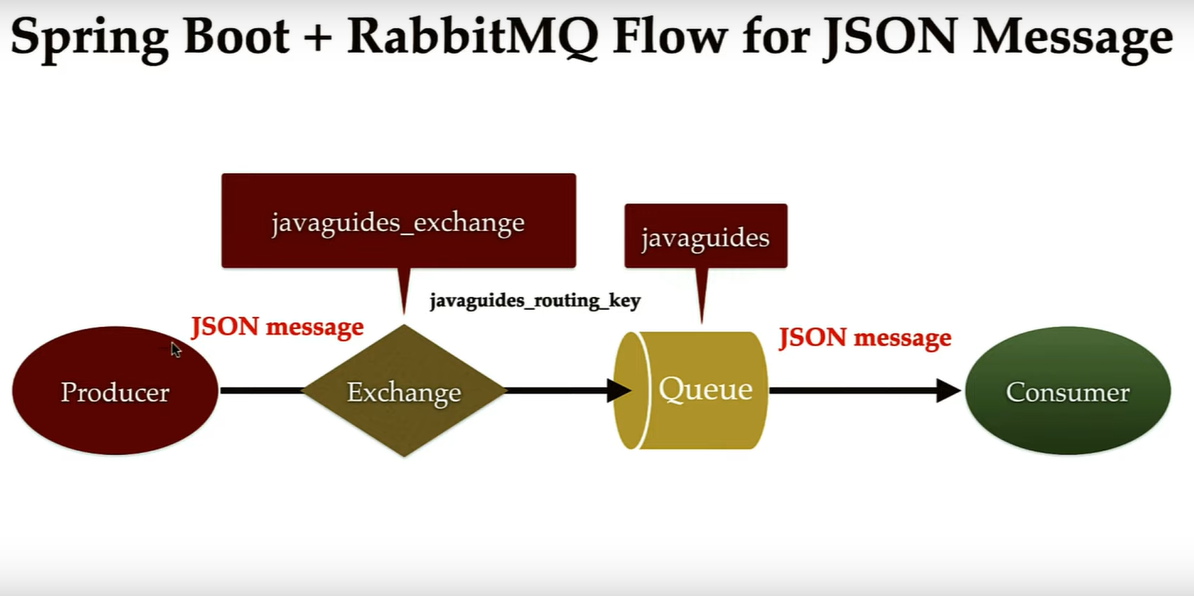 Spring Boot + RabbitMQ Flow for JSON Message
javaguides_exchange
javaguides
javaguides_routing_key
JSON message
JSON message
Producer
Exchange
Queue
Consumer